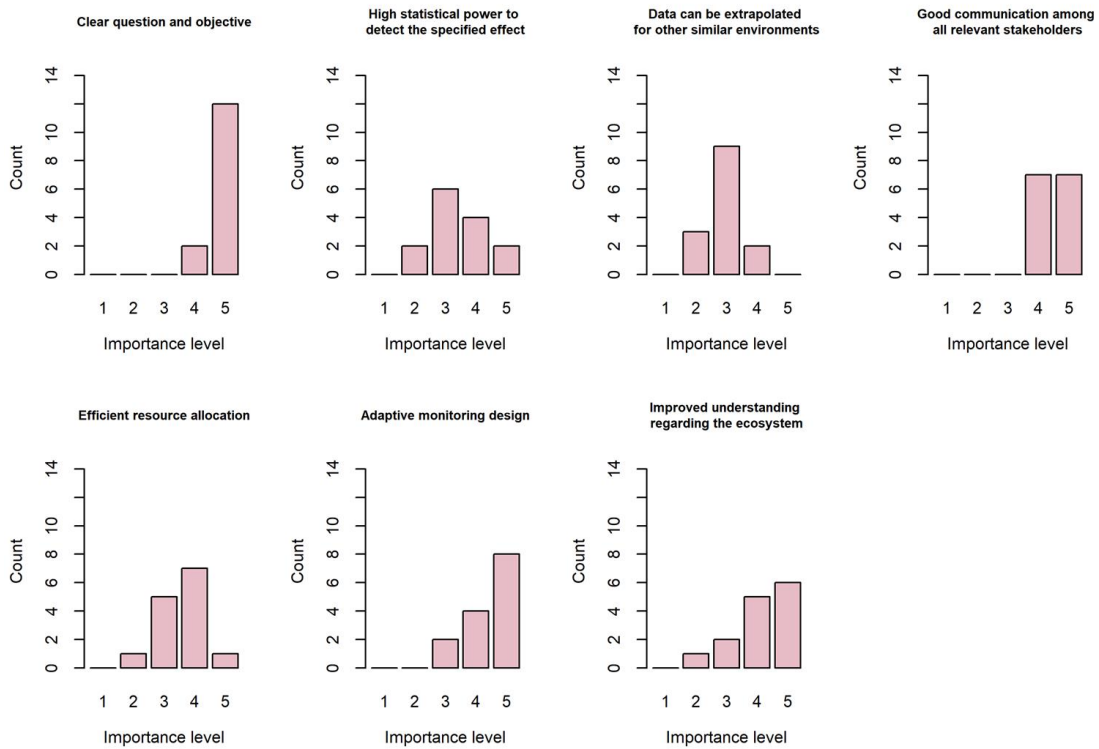 Clear question and objective
High statistical power to
detect the specified effect
Data can be extrapolated
for other similar environments
Good communication among
all relevant stakeholders
Count
14
10
8
6
4
2
0
1 2 3 4 5
Importance level
Count
14
10
8
6
4
2
0
1 2 3 4 5
Importance level
Count
14
10
8
6
4
2
0
1 2 3 4 5
Importance level
Count
14
10
8
6
4
2
0
1 2 3 4 5
Importance level
Efficient resource allocation
Adaptive monitoring design
Improved understanding
regarding the ecosystem
Count
14
10
8
6
4
2
0
1 2 3 4 5
Importance level
Count
14
10
8
6
4
2
0
1 2 3 4 5
Importance level
Count
14
10
8
6
4
2
0
1 2 3 4 5
Importance level